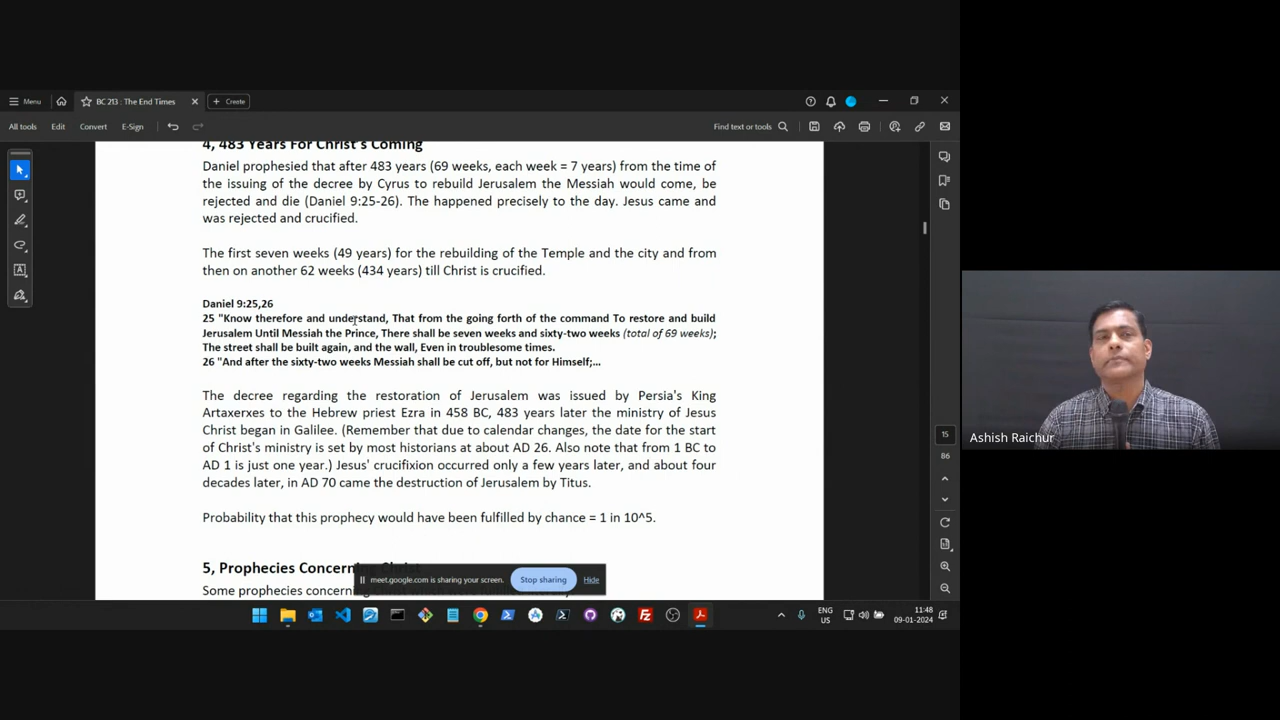 Menu
BC 213 : The End Times
Create
All tools
Edit
Convert
E-Sign
Find text or tools
4, 483 Years For Christ's Coming
Daniel prophesied that after 483 years (69 weeks, each week = 7 years) from the time of
the issuing of the decree by Cyrus to rebuild Jerusalem the Messiah would come, be
rejected and die (Daniel 9:25-26). The happened precisely to the day. Jesus came and
was rejected and crucified.
The first seven weeks (49 years) for the rebuilding of the Temple and the city and from
then on another 62 weeks (434 years) till Christ is crucified.
Daniel 9:25,26
25 "Know therefore and understand, That from the going forth of the command To restore and build
Jerusalem Until Messiah the Prince, There shall be seven weeks and sixty-two weeks (total of 69 weeks);
The street shall be built again, and the wall, Even in troublesome times.
26 "And after the sixty-two weeks Messiah shall be cut off, but not for Himself;...
The decree regarding the restoration of Jerusalem was issued by Persia's King
Artaxerxes to the Hebrew priest Ezra in 458 BC, 483 years later the ministry of Jesus
Christ began in Galilee. (Remember that due to calendar changes, the date for the start
of Christ's ministry is set by most historians at about AD 26. Also note that from 1 BC to
AD 1 is just one year.) Jesus' crucifixion occurred only a few years later, and about four
decades later, in AD 70 came the destruction of Jerusalem by Titus.
Probability that this prophecy would have been fulfilled by chance = 1 in 10^5.
5, Prophecies Concerning Christ
Some prophecies concerning
meet.google.com is sharing your screen.
Stop sharing
Hide
15
86
Ashish Raichur
ENG
US
11:48
09-01-2024